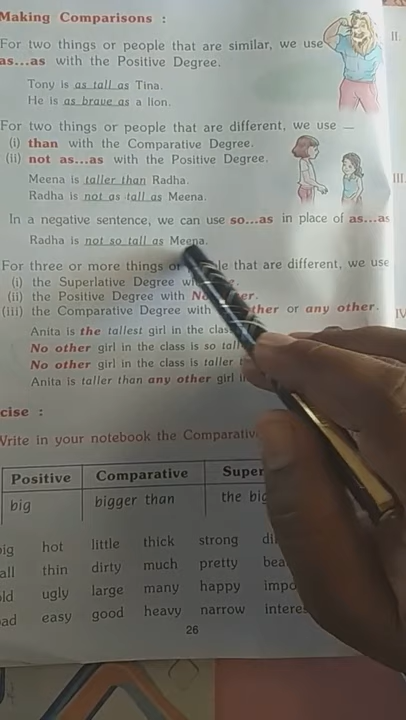 Making Comparisons :
II.
For two things or people that are similar, we use
as...as with the Positive Degree.
Tony is as tall as Tina.
He is as brave as a lion.
For two things or people that are different, we use —
(i) than with the Comparative Degree.
(ii) not as...as with the Positive Degree.
III
Meena is taller than Radha.
Radha is not as tall as Meena.
In a negative sentence, we can use so...as in place of as...as
Radha is not so tall as Meena.
For three or more things or that are different, we use
(i) the Superlative Degree
(ii) the Positive Degree with
(iii) the Comparative Degree with or any other.
IV
Anita is the tallest girl in the
No other girl in the class is so tall
No other girl in the class is taller
Anita is taller than any other girl
cise :
Write in your notebook the
Positive Comparative
big bigger than the
hot little thick strong
thin dirty much pretty
ugly large many happy
easy good heavy narrow
26